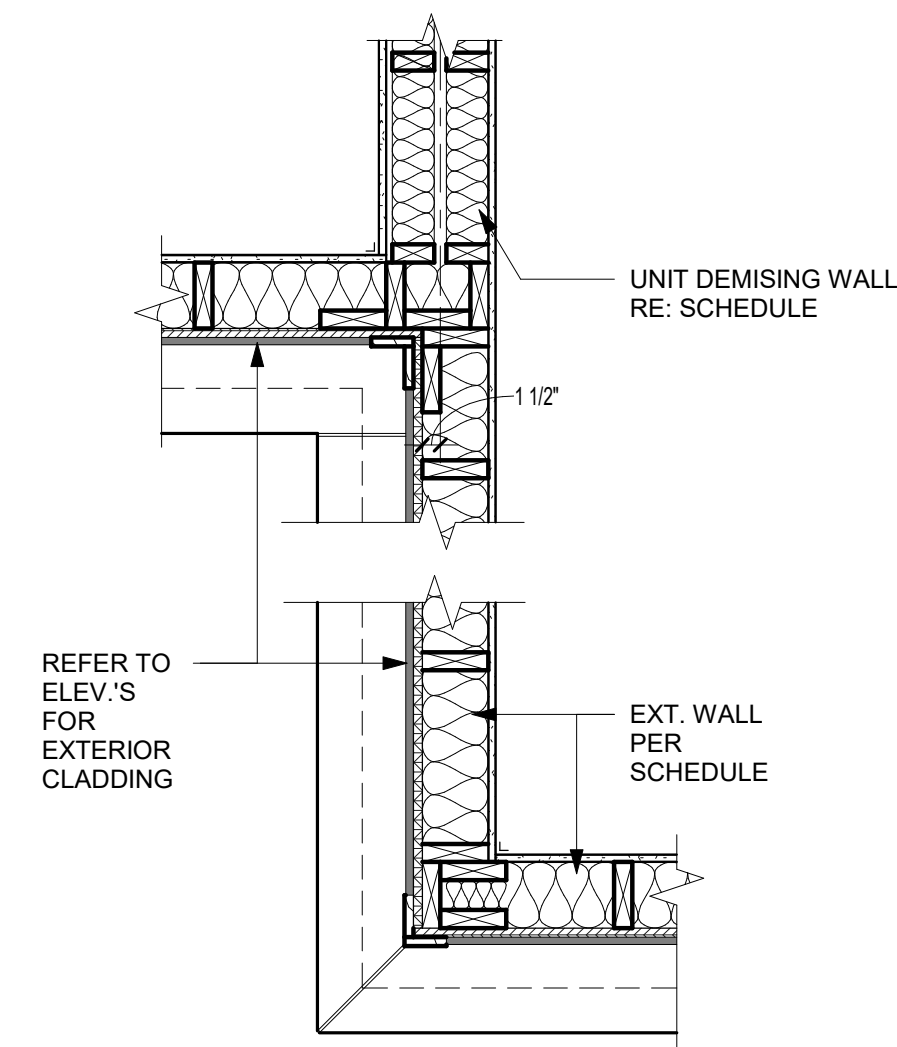 UNIT DEMISING WALL
RE: SCHEDULE
1 1/2"
REFER TO
ELEV.'S
FOR
EXTERIOR
CLADDING
EXT. WALL
PER
SCHEDULE